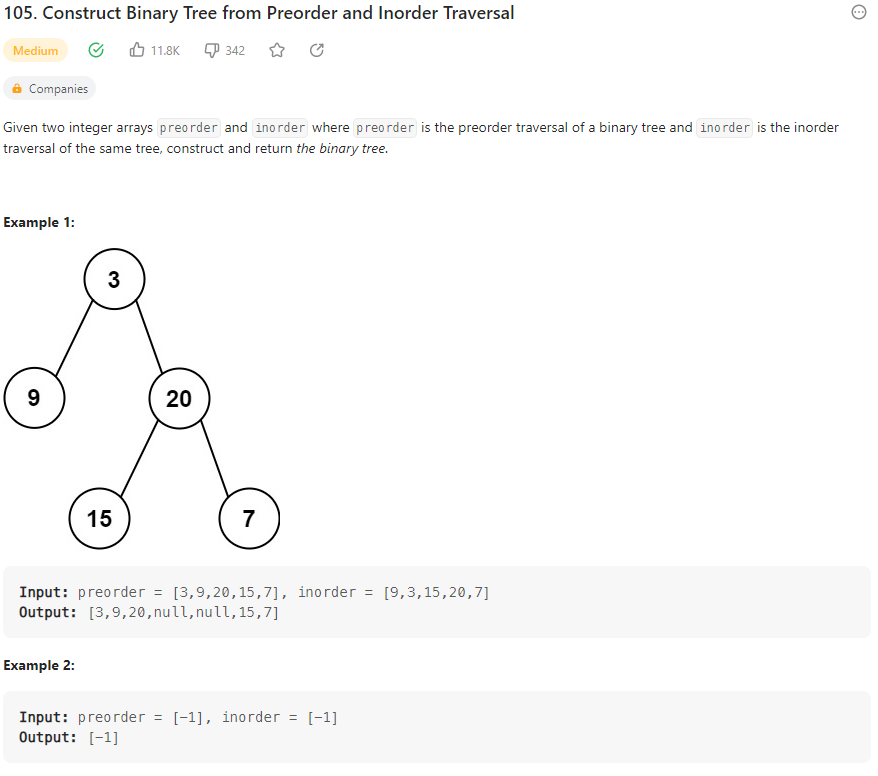 105. Construct Binary Tree from Preorder and Inorder Traversal
Medium 11.8K 342
Companies
Given two integer arrays preorder and inorder where preorder is the preorder traversal of a binary tree and inorder is the inorder
traversal of the same tree, construct and return the binary tree.
Example 1:
3
9 20
15 7
Input: preorder = [3,9,20,15,7], inorder = [9,3,15,20,7]
Output: [3,9,20,null,null,15,7]
Example 2:
Input: preorder = [-1], inorder = [-1]
Output: [-1]